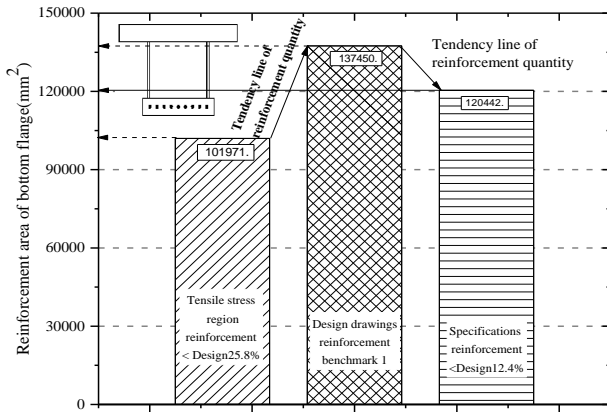 Reinforcement area of bottom flange(mm²)
150000
120000
90000
60000
30000
0
Tendency line of
reinforcement quantity
Tendency line of
reinforcement quantity
101971.
137450.
120442.
Tensile stress
region
reinforcement
< Design25.8%
Design drawings
reinforcement
benchmark 1
Specifications
reinforcement
<Design12.4%